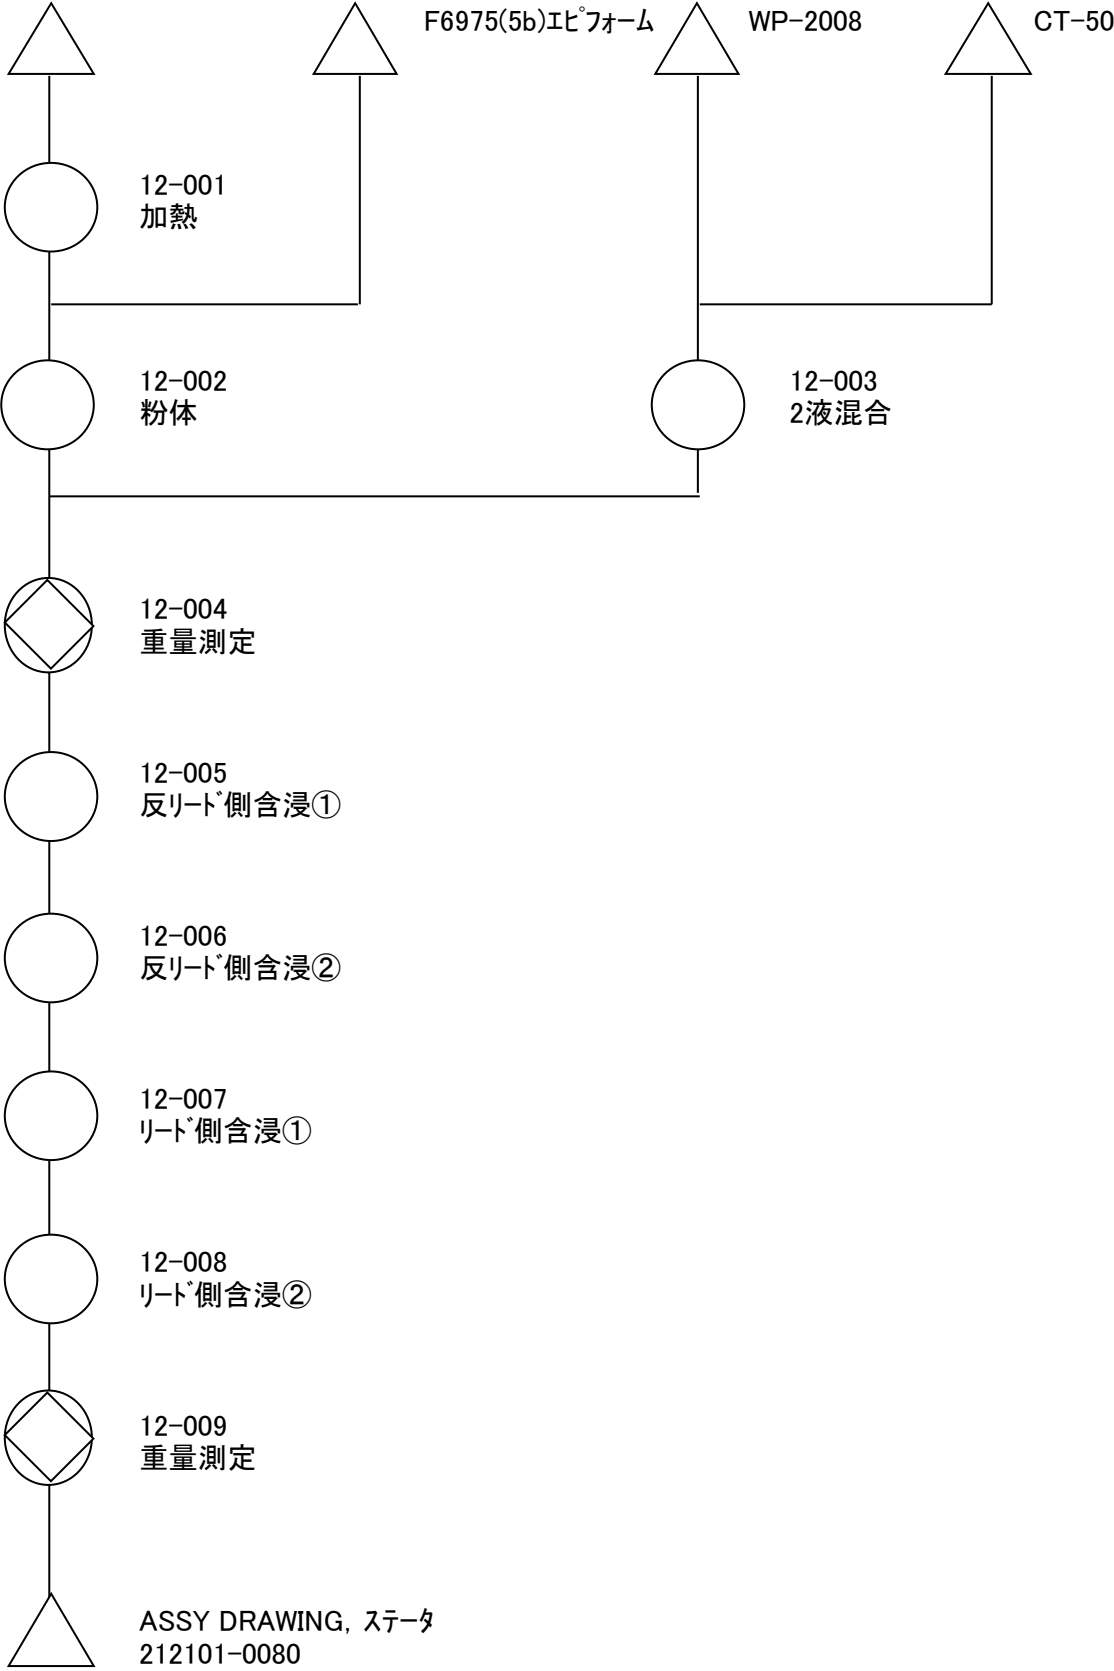 F6975(5b)ｴﾋﾟﾌｫｰﾑ
WP-2008
CT-50
12-001
加熱
12-002
粉体
12-003
2液混合
12-004
重量測定
12-005
反ﾘｰﾄﾞ側含浸①
12-006
反ﾘｰﾄﾞ側含浸②
12-007
ﾘｰﾄﾞ側含浸①
12-008
ﾘｰﾄﾞ側含浸②
12-009
重量測定
ASSY DRAWING, ｽﾃｰﾀ
212101-0080